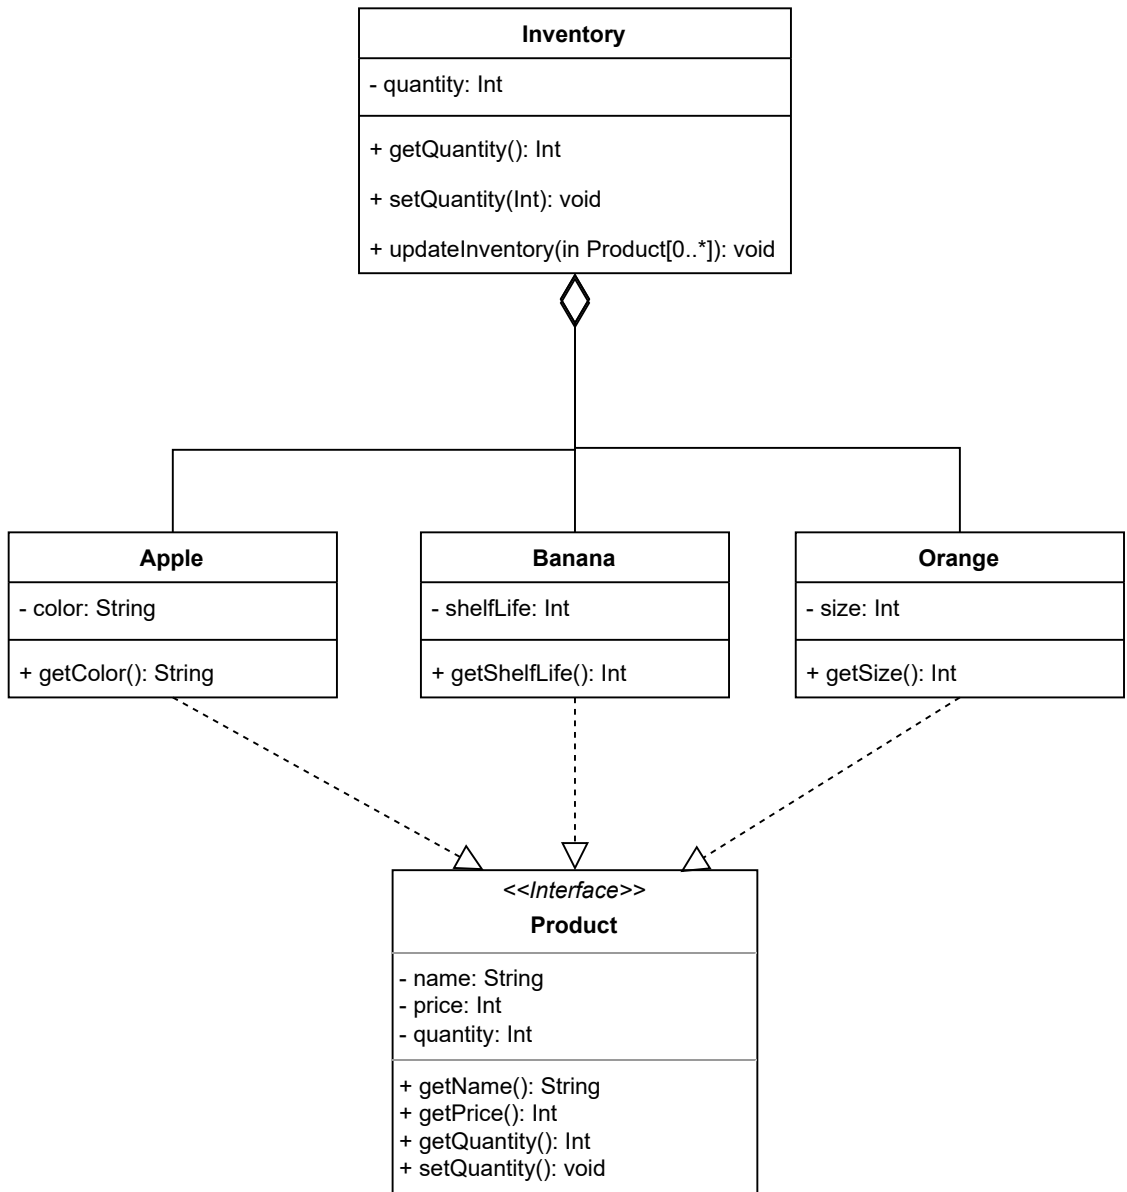 Inventory
- quantity: Int
+ getQuantity(): Int
+ setQuantity(Int): void
+ updateInventory(in Product[0..*]): void
Apple
- color: String
+ getColor(): String
Banana
- shelfLife: Int
+ getShelfLife(): Int
Orange
- size: Int
+ getSize(): Int
<<Interface>>
Product
- name: String
- price: Int
- quantity: Int
+ getName(): String
+ getPrice(): Int
+ getQuantity(): Int
+ setQuantity(): void